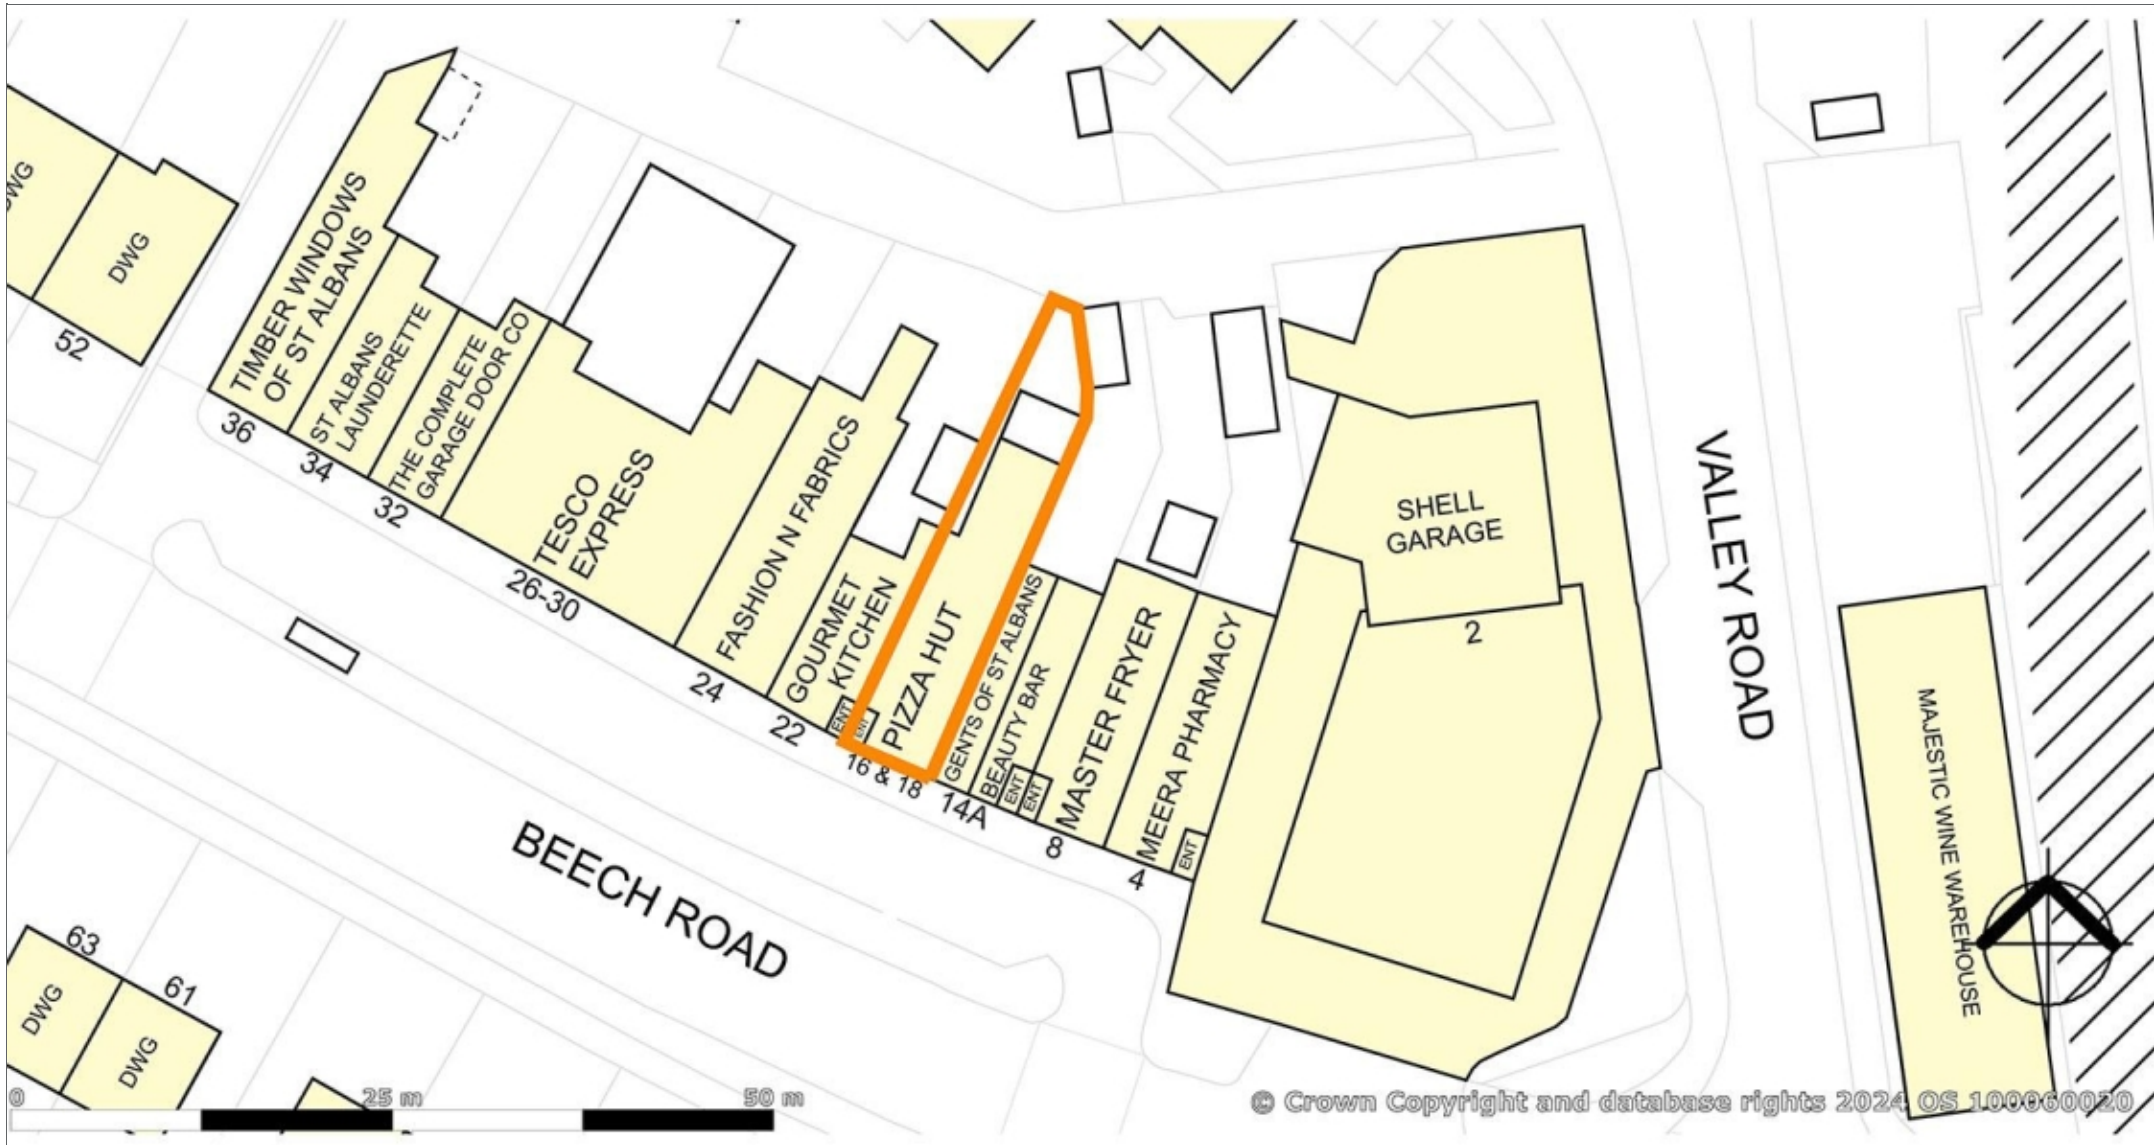 DWG
DWG
52
TIMBER WINDOWS
OF ST ALBANS
36
ST ALBANS
LAUNDERETTE
34
THE COMPLETE
GARAGE DOOR CO
32
TESCO
EXPRESS
26-30
FASHION N FABRICS
24
GOURMET
KITCHEN
22
ENT
ENT
PIZZA HUT
16 & 18
GENTS OF ST ALBANS
14A
BEAUTY BAR
ENT
ENT
MASTER FRYER
8
MEERA PHARMACY
ENT
4
SHELL
GARAGE
2
VALLEY ROAD
MAJESTIC WINE WAREHOUSE
BEECH ROAD
63
61
DWG
DWG
0
25 m
50 m
© Crown Copyright and database rights 2024 OS 100060020